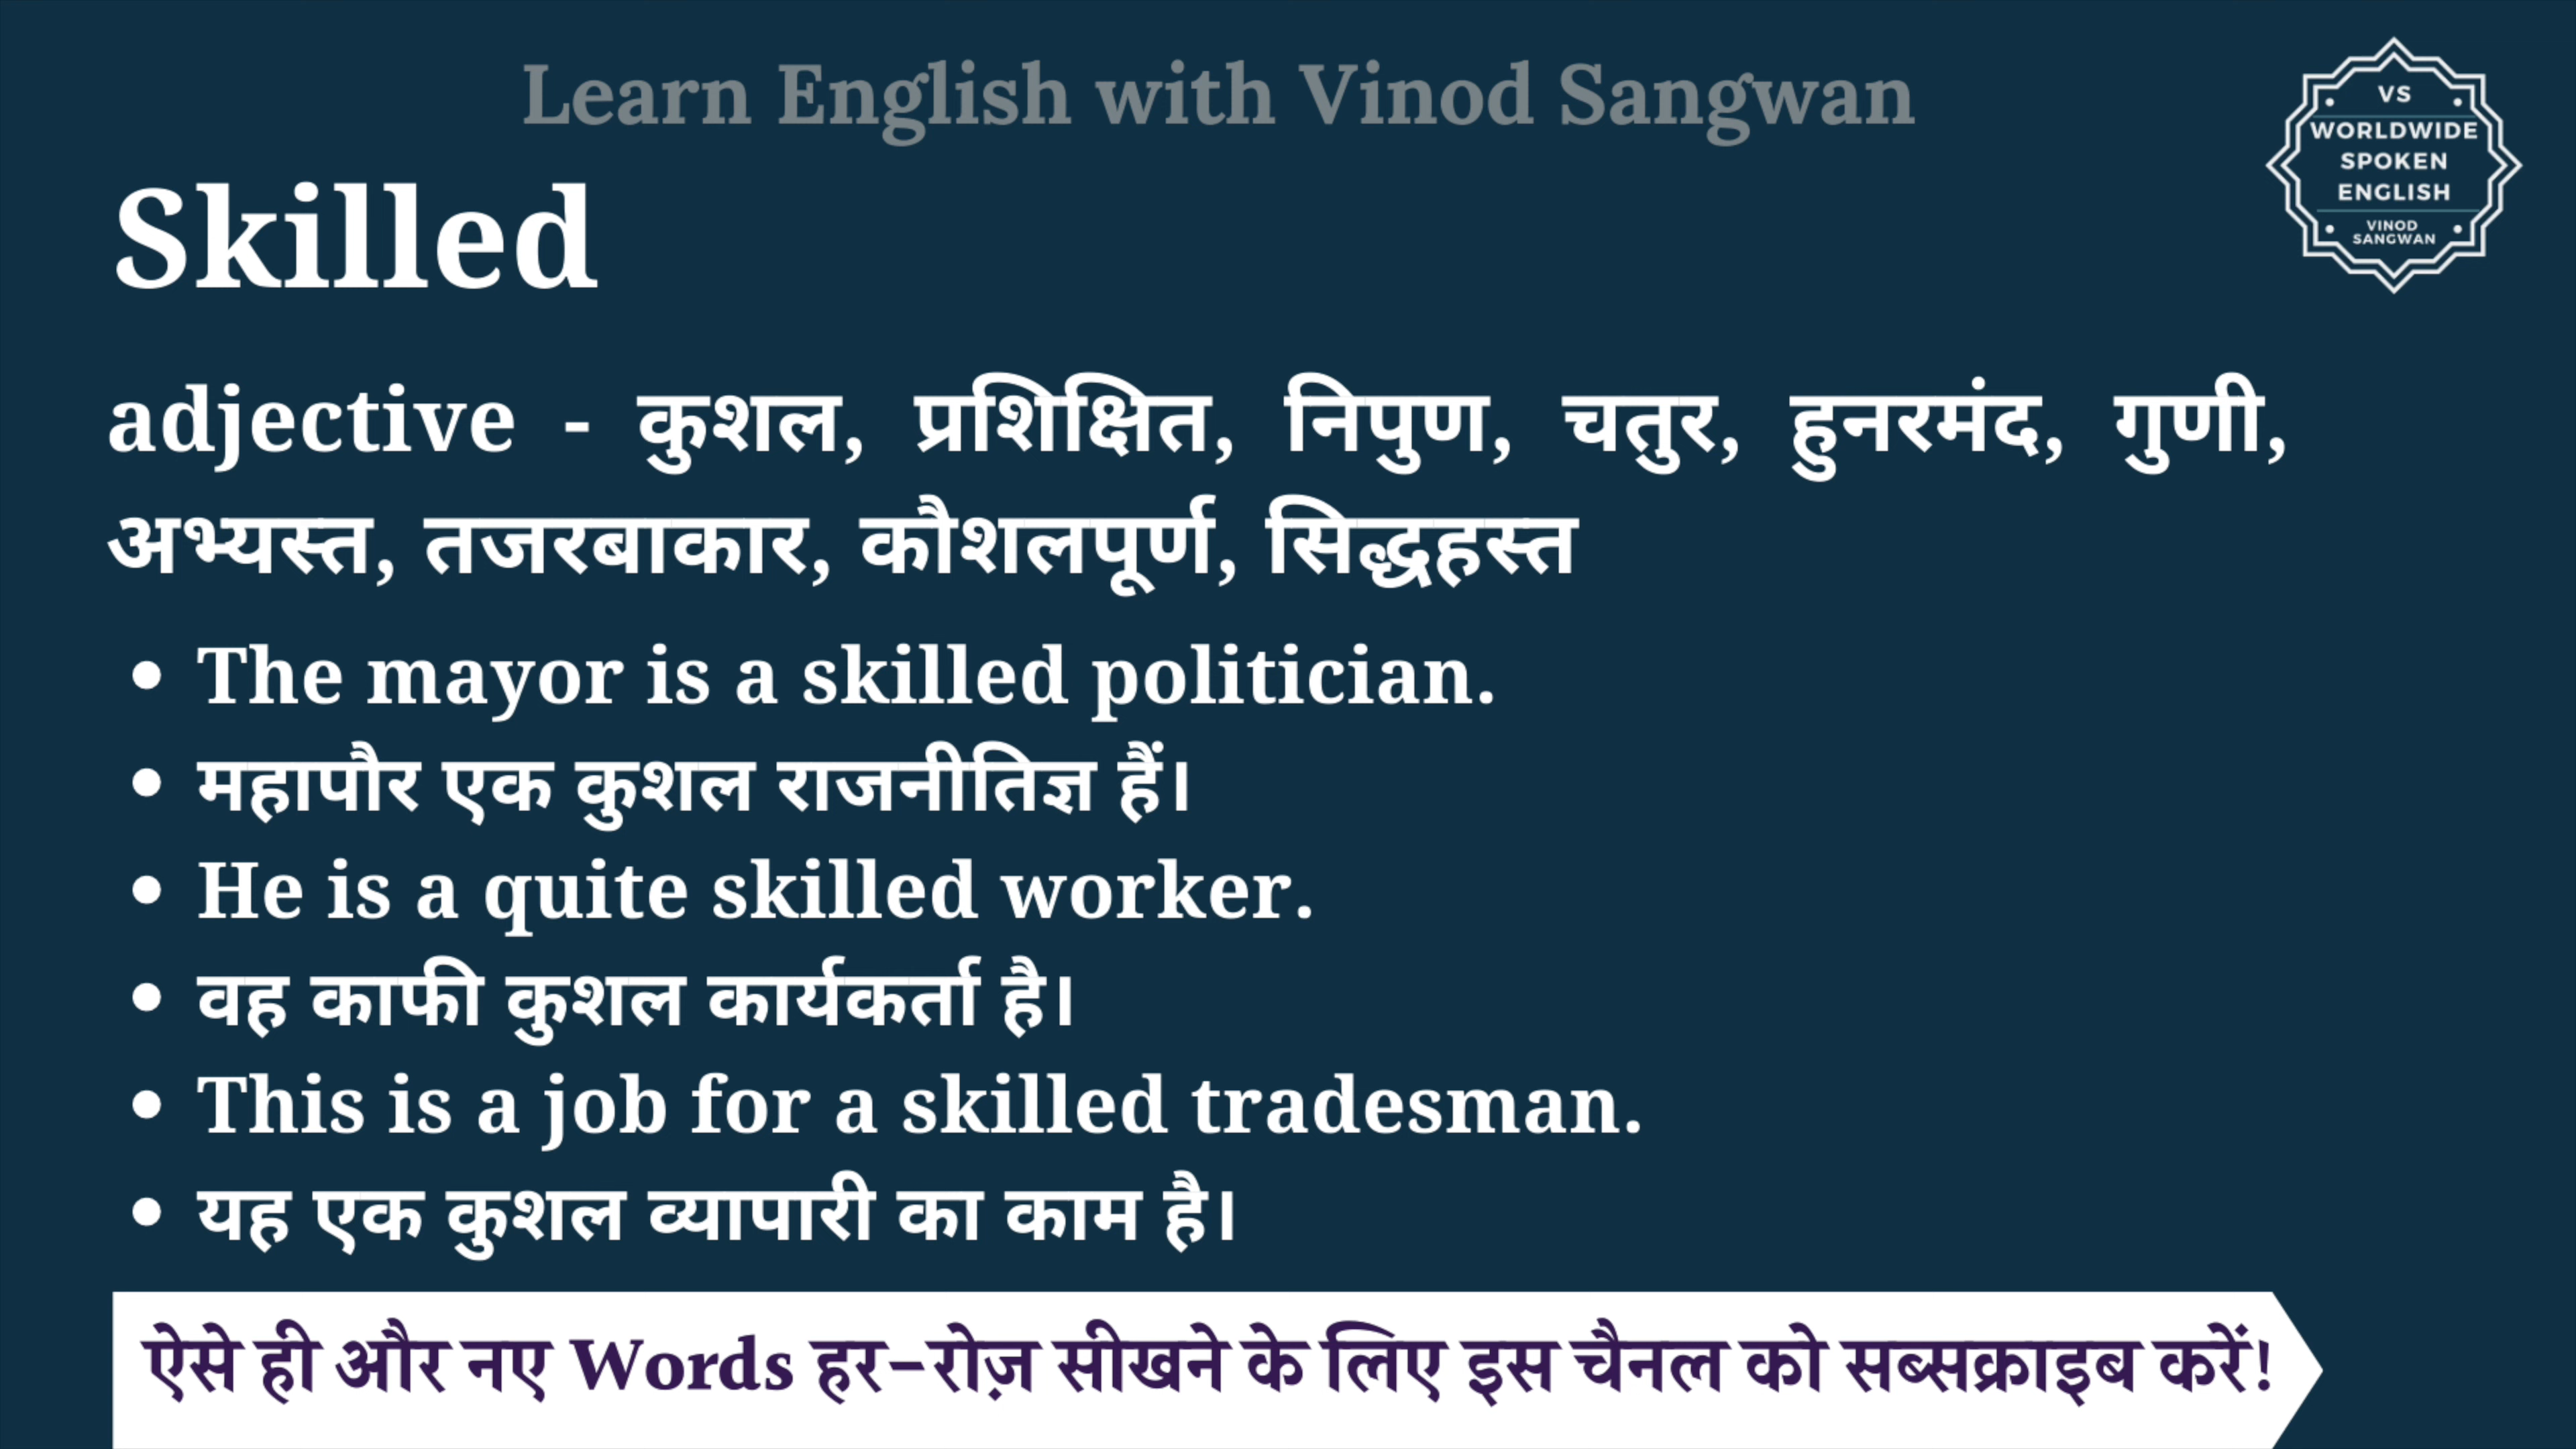 Learn English with Vinod Sangwan
VS
WORLDWIDE
SPOKEN
ENGLISH
VINOD
SANGWAN
Skilled
adjective - कुशल, प्रशिक्षित, निपुण, चतुर, हुनरमंद, गुणी,
अभ्यस्त, तजरबाकार, कौशलपूर्ण, सिद्धहस्त
• The mayor is a skilled politician.
• महापौर एक कुशल राजनीतिज्ञ हैं।
• He is a quite skilled worker.
• वह काफी कुशल कार्यकर्ता है।
• This is a job for a skilled tradesman.
• यह एक कुशल व्यापारी का काम है।
ऐसे ही और नए Words हर-रोज़ सीखने के लिए इस चैनल को सब्सक्राइब करें!